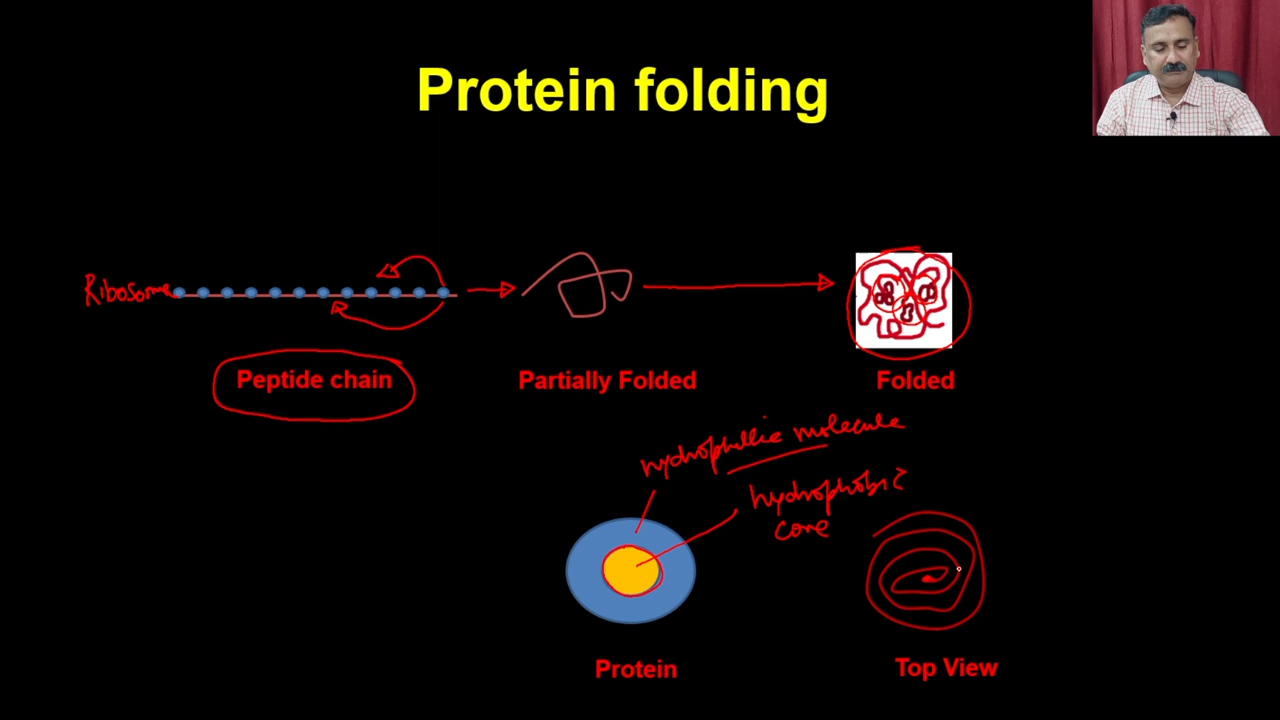 Protein folding
Ribosome
Peptide chain
Partially Folded
Folded
hydrophillic molecule
hydrophobic
core
Protein
Top View